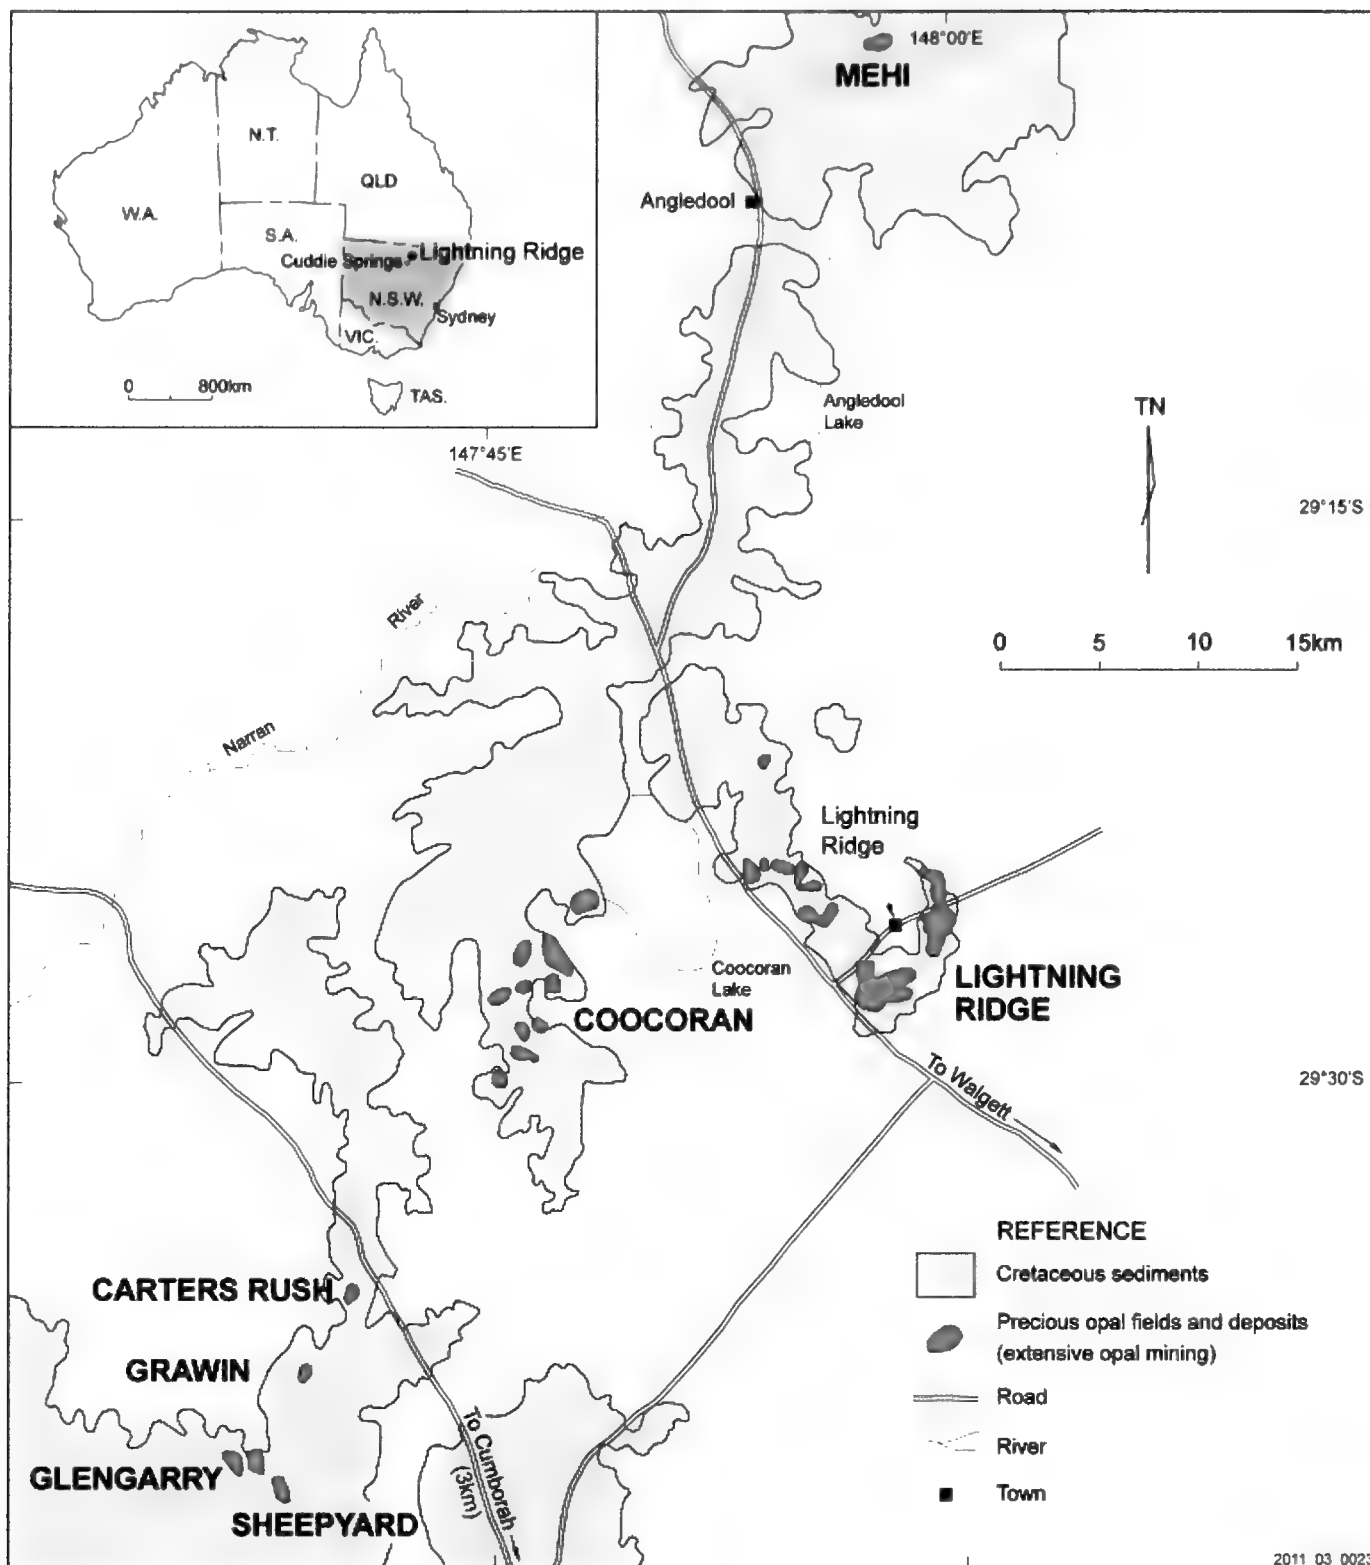 N.T.
QLD
W.A.
S.A.
Lightning Ridge
Cuddie Springs
N.S.W.
Sydney
VIC.
0 800km
TAS.
148°00'E
MEHI
Angledool
Angledool
Lake
TN
147°45'E
29°15'S
River
0 5 10 15km
Narran
Lightning
Ridge
Coocoran
Lake
LIGHTNING
RIDGE
COOCORAN
To Walgett
29°30'S
CARTERS RUSH
GRAWIN
GLENGARRY
SHEEPYARD
To Cumborah
(3km)
REFERENCE
Cretaceous sediments
Precious opal fields and deposits
(extensive opal mining)
Road
River
Town
2011_03_0023